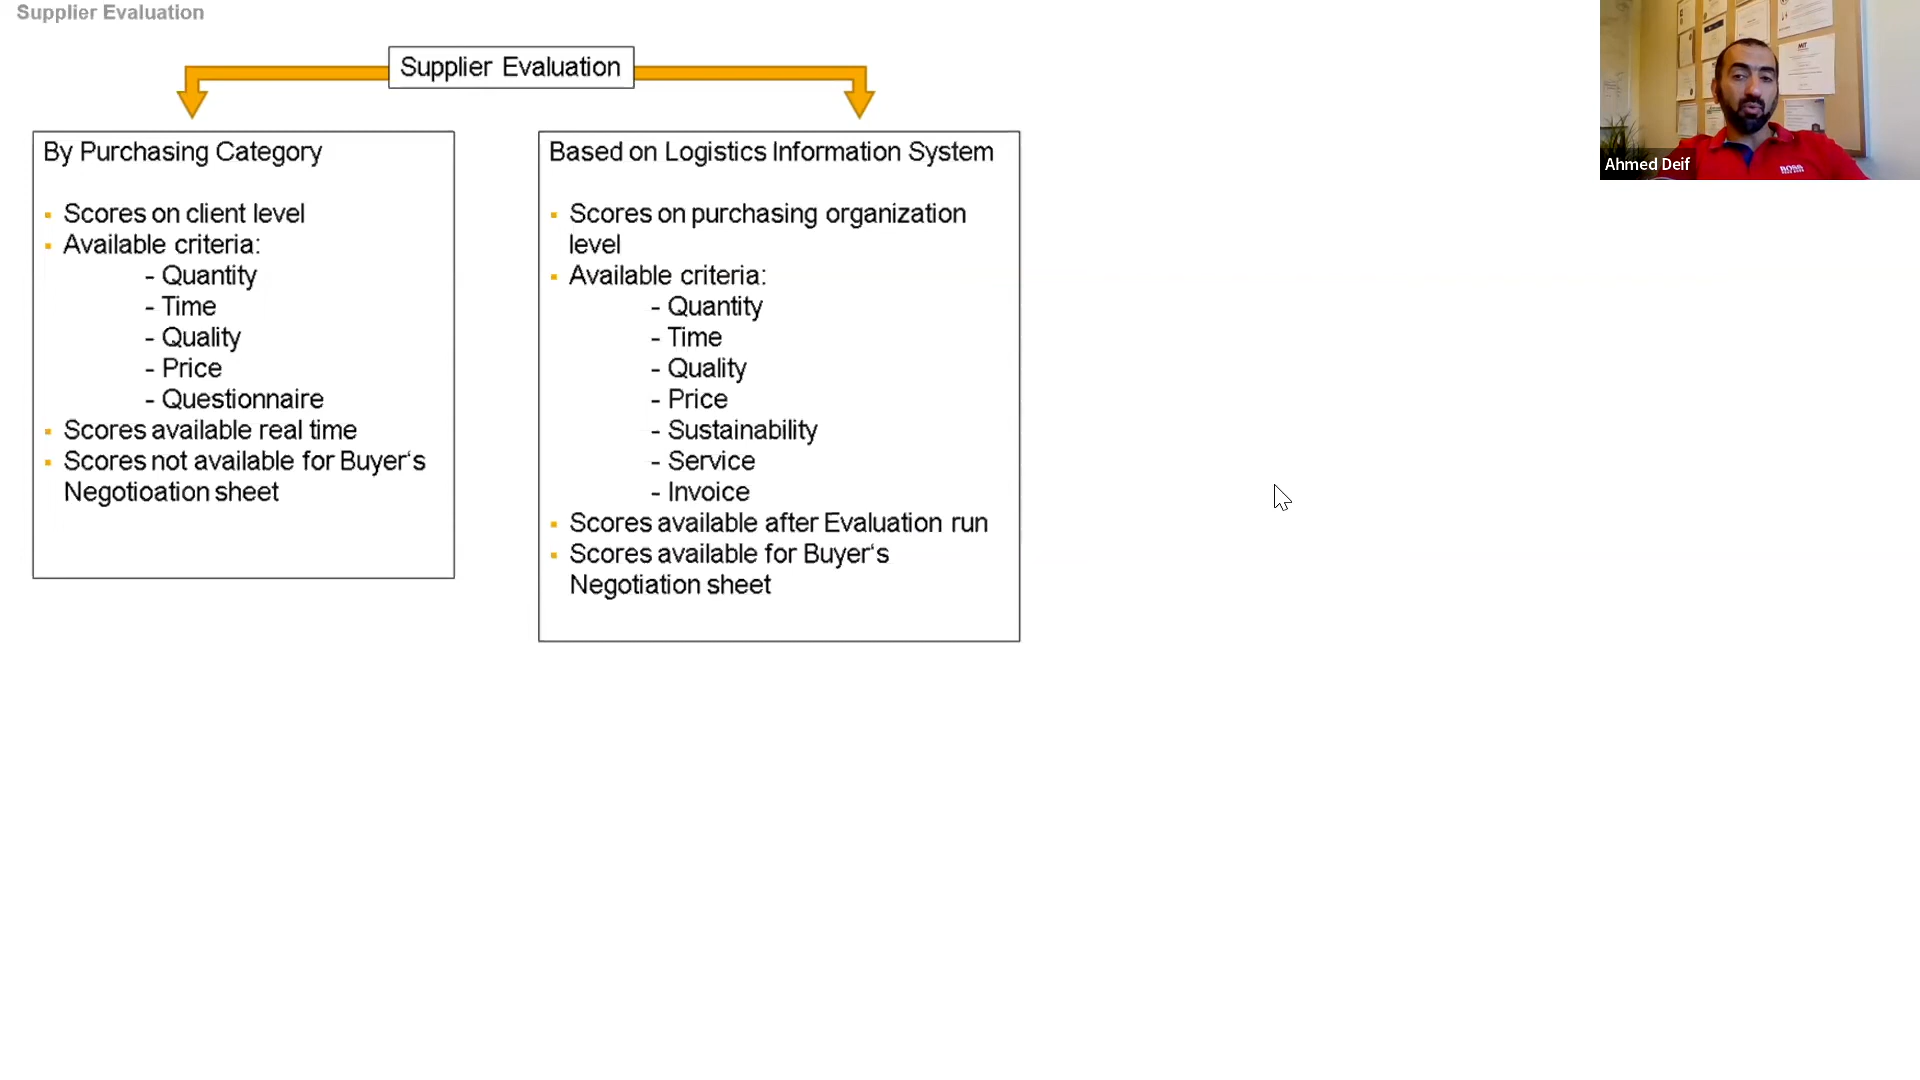 Supplier Evaluation
Supplier Evaluation
By Purchasing Category
▪ Scores on client level
▪ Available criteria:
- Quantity
- Time
- Quality
- Price
- Questionnaire
▪ Scores available real time
▪ Scores not available for Buyer‘s
Negotioation sheet
Based on Logistics Information System
▪ Scores on purchasing organization
level
▪ Available criteria:
- Quantity
- Time
- Quality
- Price
- Sustainability
- Service
- Invoice
▪ Scores available after Evaluation run
▪ Scores available for Buyer‘s
Negotiation sheet
MIT
BOSS
Ahmed Deif